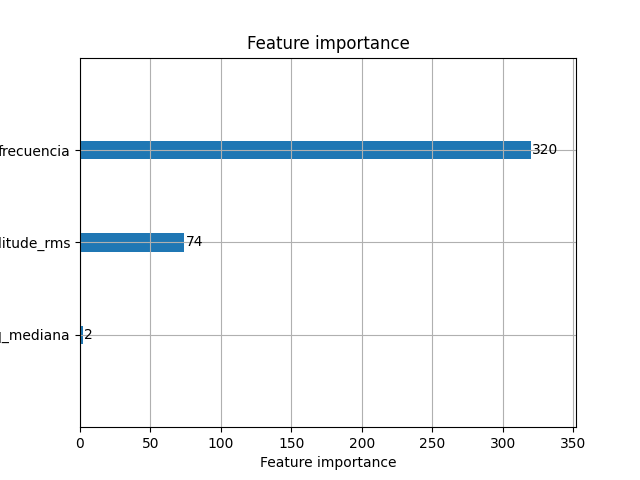 Feature importance
frecuencia
320
litude_rms
74
_mediana
2
0 50 100 150 200 250 300 350
Feature importance